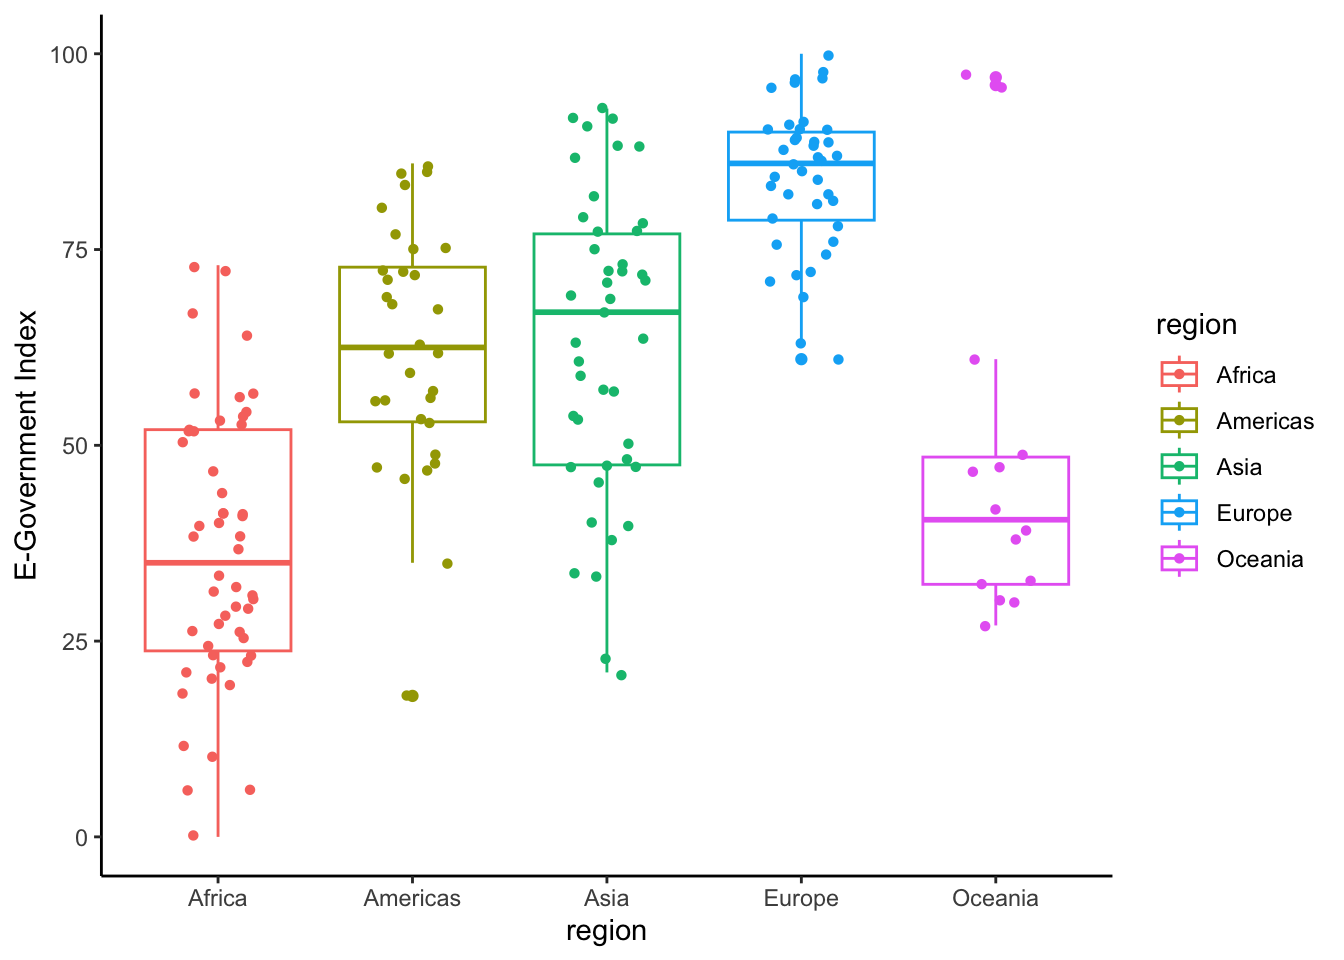 E-Government Index
100
75
50
25
0
Africa
Americas
Asia
Europe
Oceania
region
region
Africa
Americas
Asia
Europe
Oceania